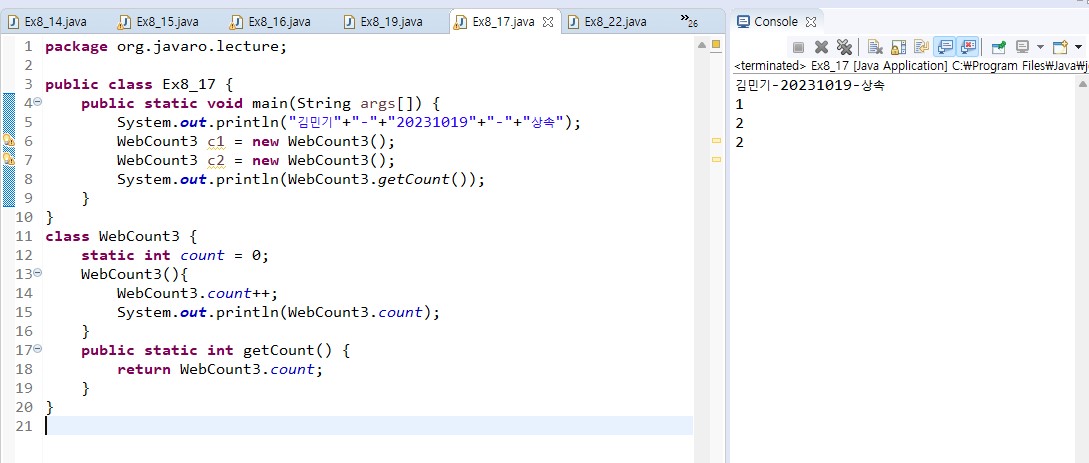 Ex8_14.java Ex8_15.java Ex8_16.java Ex8_19.java Ex8_17.java Ex8_22.java »26
1 package org.javaro.lecture;
2
3 public class Ex8_17 {
4 public static void main(String args[]) {
5 System.out.println("김민기"+"-"+"20231019"+"-"+"상속");
6 WebCount3 c1 = new WebCount3();
7 WebCount3 c2 = new WebCount3();
8 System.out.println(WebCount3.getCount());
9 }
10 }
11 class WebCount3 {
12 static int count = 0;
13 WebCount3(){
14 WebCount3.count++;
15 System.out.println(WebCount3.count);
16 }
17 public static int getCount() {
18 return WebCount3.count;
19 }
20 }
21
Console
<terminated> Ex8_17 [Java Application] C:₩Program Files₩Java₩j
김민기-20231019-상속
1
2
2